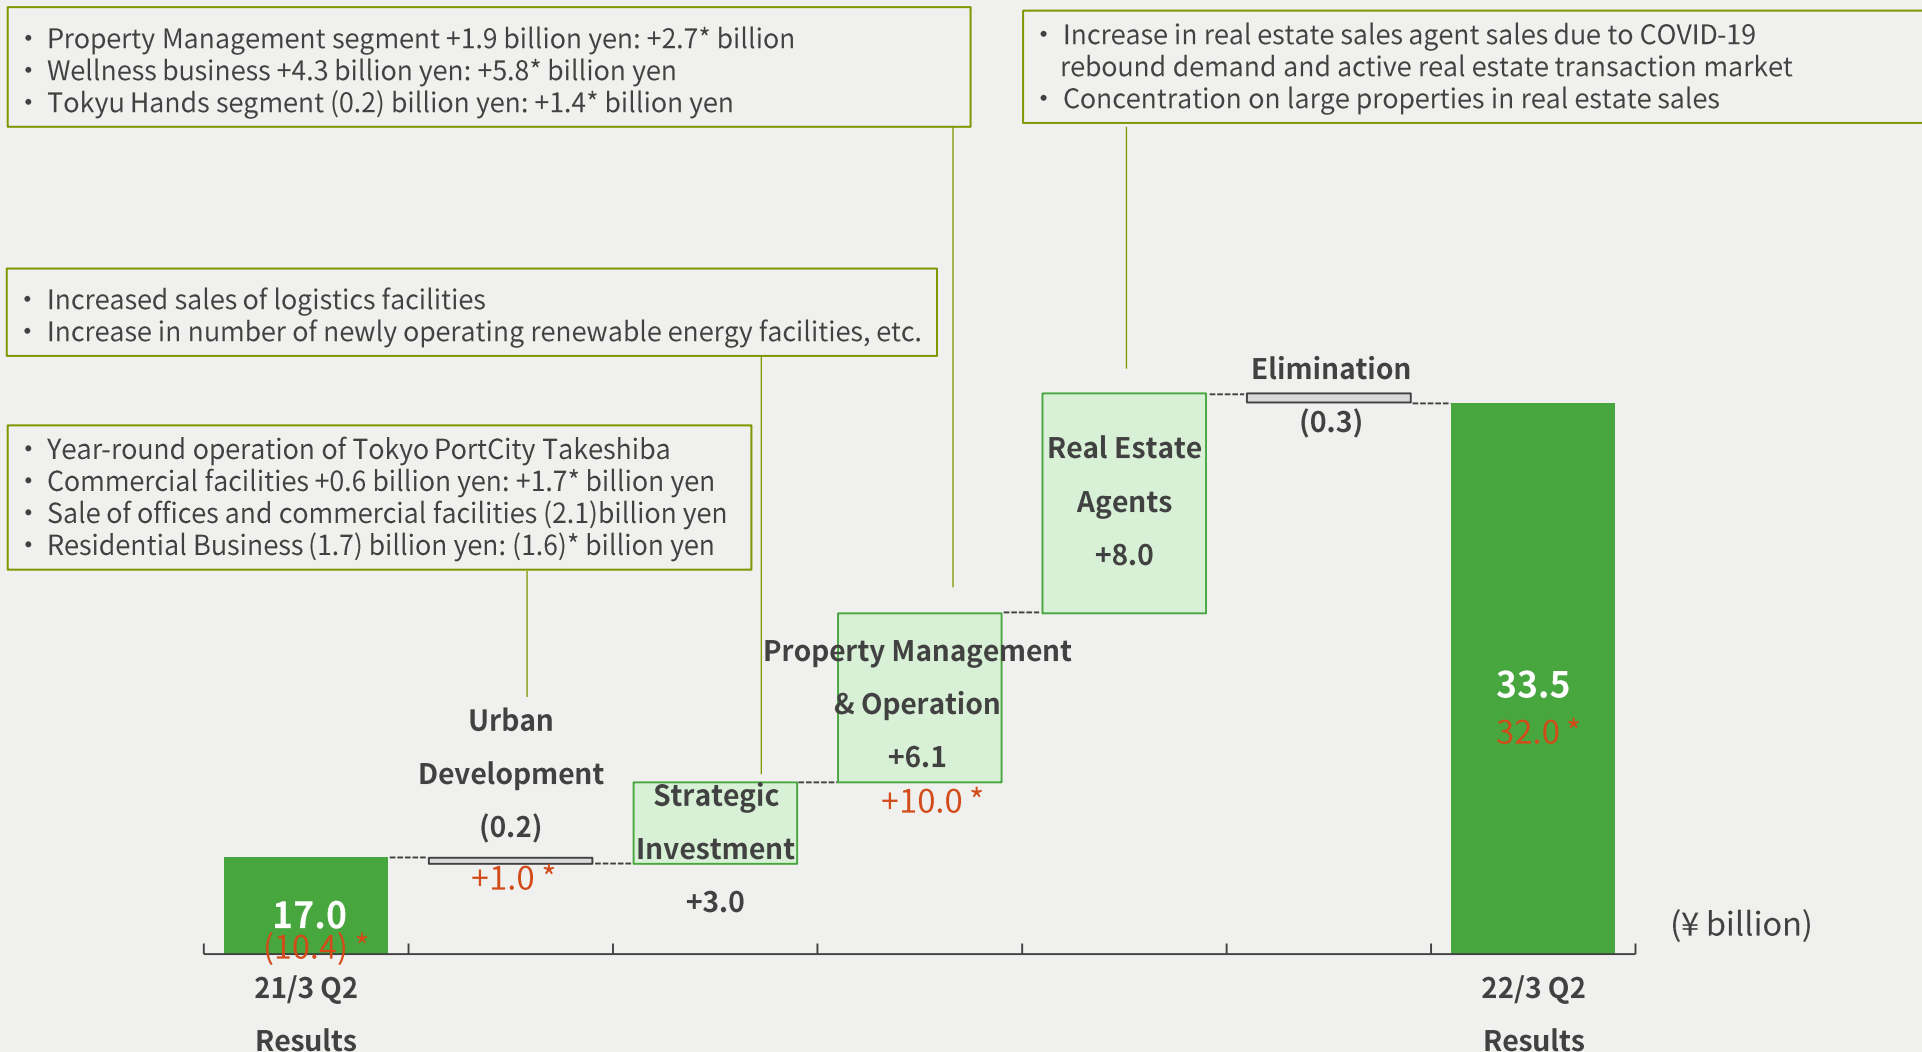 ・ Property Management segment +1.9 billion yen: +2.7* billion
・ Wellness business +4.3 billion yen: +5.8* billion yen
・ Tokyu Hands segment (0.2) billion yen: +1.4* billion yen
・ Increase in real estate sales agent sales due to COVID-19
rebound demand and active real estate transaction market
・ Concentration on large properties in real estate sales
・ Increased sales of logistics facilities
・ Increase in number of newly operating renewable energy facilities, etc.
・ Year-round operation of Tokyo PortCity Takeshiba
・ Commercial facilities +0.6 billion yen: +1.7* billion yen
・ Sale of offices and commercial facilities (2.1)billion yen
・ Residential Business (1.7) billion yen: (1.6)* billion yen
17.0
(10.4) *
21/3 Q2
Results
Urban
Development
(0.2)
+1.0 *
Strategic
Investment
+3.0
Property Management
& Operation
+6.1
+10.0 *
Real Estate
Agents
+8.0
Elimination
(0.3)
33.5
32.0 *
22/3 Q2
Results
(¥ billion)